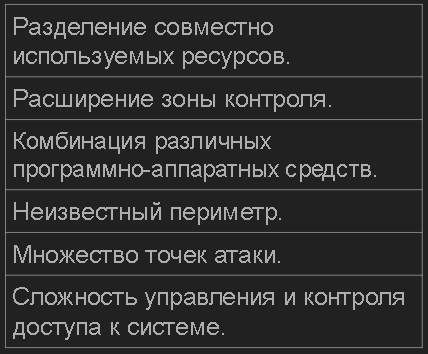 Разделение совместно
используемых ресурсов.
Расширение зоны контроля.
Комбинация различных
программно-аппаратных средств.
Неизвестный периметр.
Множество точек атаки.
Сложность управления и контроля
доступа к системе.